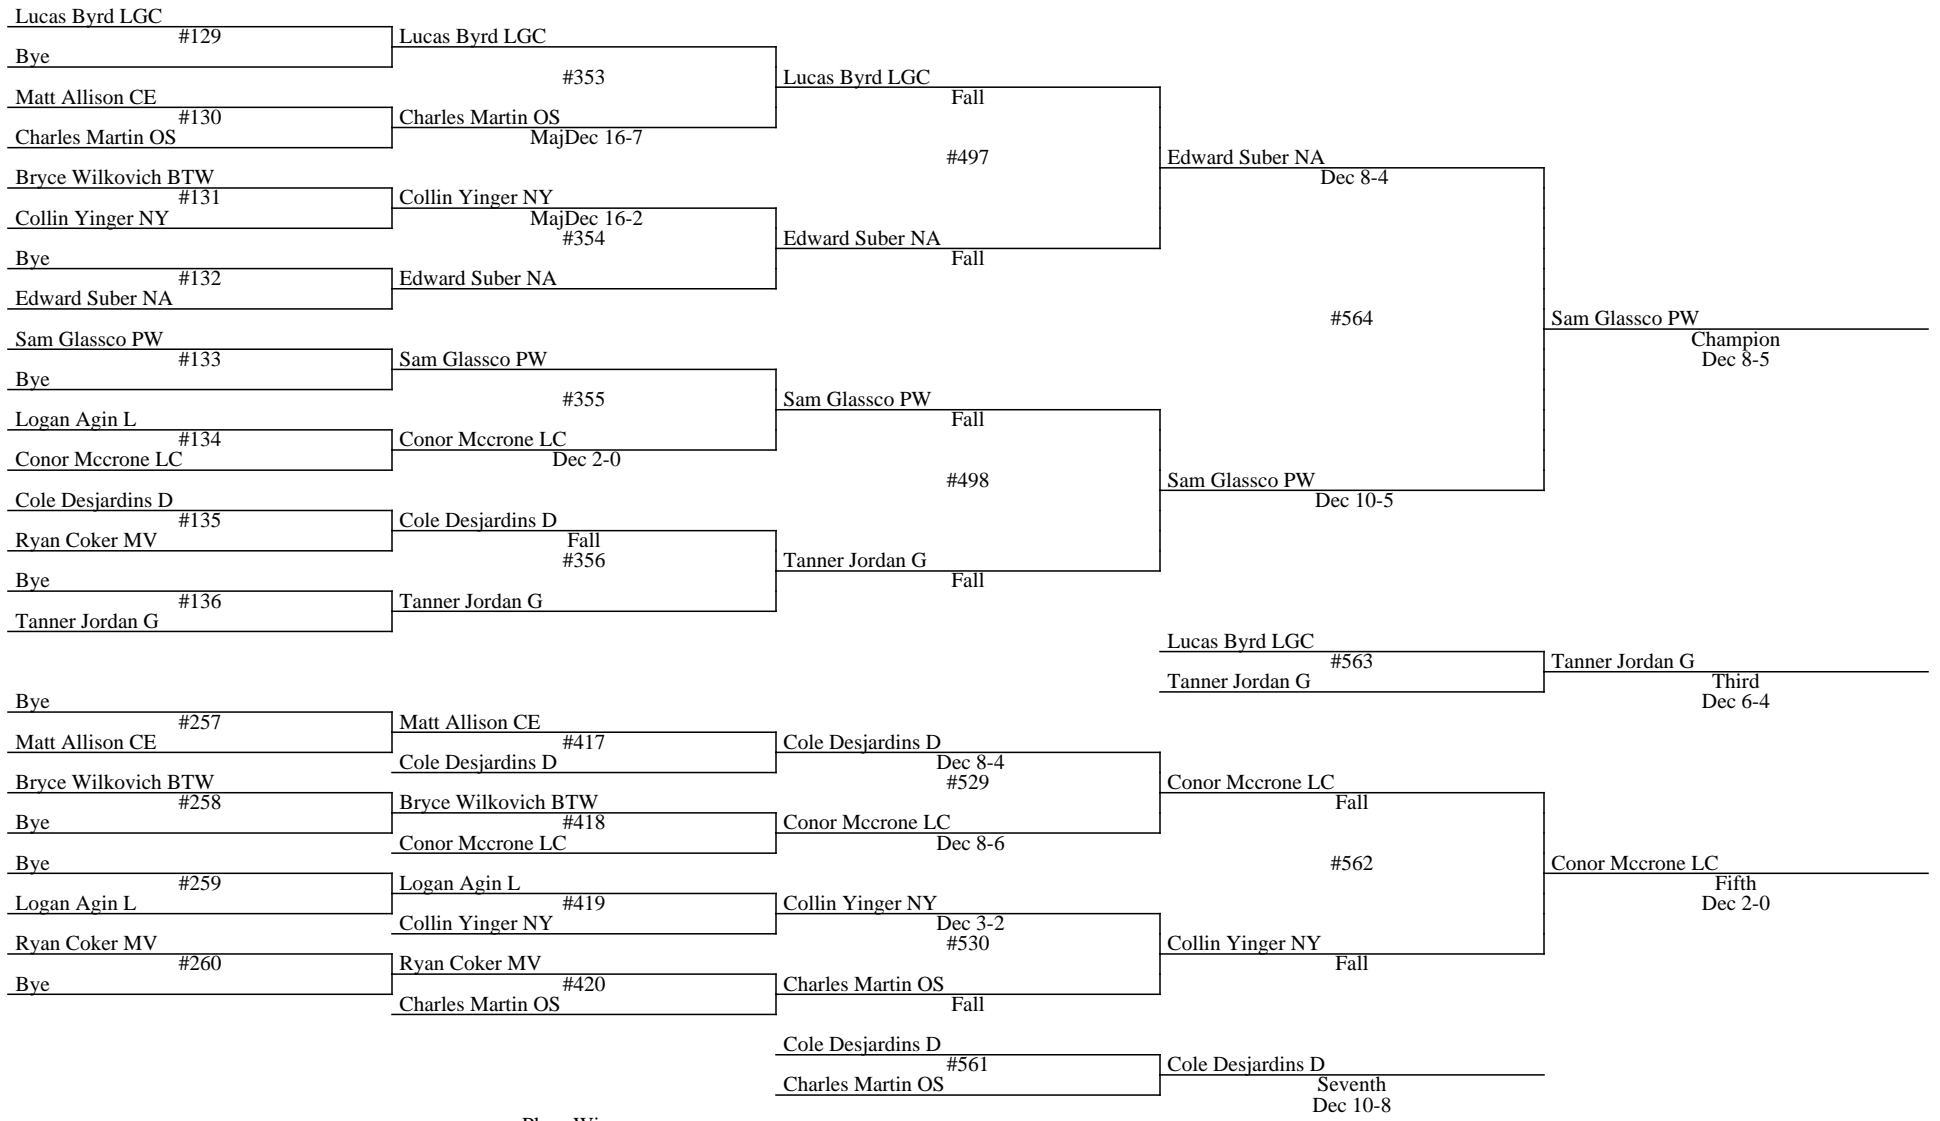 Lucas Byrd LGC
#129
Bye
Lucas Byrd LGC
#353
Matt Allison CE
#130
Charles Martin OS
Charles Martin OS
MajDec 16-7
Lucas Byrd LGC
Fall
#497
Bryce Wilkovich BTW
#131
Collin Yinger NY
Collin Yinger NY
MajDec 16-2
#354
Bye
#132
Edward Suber NA
Edward Suber NA
Edward Suber NA
Fall
Edward Suber NA
Dec 8-4
#564
Sam Glassco PW
Champion
Dec 8-5
Sam Glassco PW
#133
Bye
Sam Glassco PW
#355
Logan Agin L
#134
Conor Mccrone LC
Conor Mccrone LC
Dec 2-0
Sam Glassco PW
Fall
#498
Sam Glassco PW
Dec 10-5
Cole Desjardins D
#135
Ryan Coker MV
Cole Desjardins D
Fall
#356
Bye
#136
Tanner Jordan G
Tanner Jordan G
Tanner Jordan G
Fall
Lucas Byrd LGC
#563
Tanner Jordan G
Tanner Jordan G
Third
Dec 6-4
Bye
#257
Matt Allison CE
Matt Allison CE
#417
Cole Desjardins D
Cole Desjardins D
Dec 8-4
#529
Bryce Wilkovich BTW
#258
Bye
Bryce Wilkovich BTW
#418
Conor Mccrone LC
Conor Mccrone LC
Dec 8-6
Conor Mccrone LC
Fall
#562
Conor Mccrone LC
Fifth
Dec 2-0
Bye
#259
Logan Agin L
Logan Agin L
#419
Collin Yinger NY
Collin Yinger NY
Dec 3-2
#530
Collin Yinger NY
Fall
Ryan Coker MV
#260
Bye
Ryan Coker MV
#420
Charles Martin OS
Charles Martin OS
Fall
Cole Desjardins D
#561
Charles Martin OS
Cole Desjardins D
Seventh
Dec 10-8